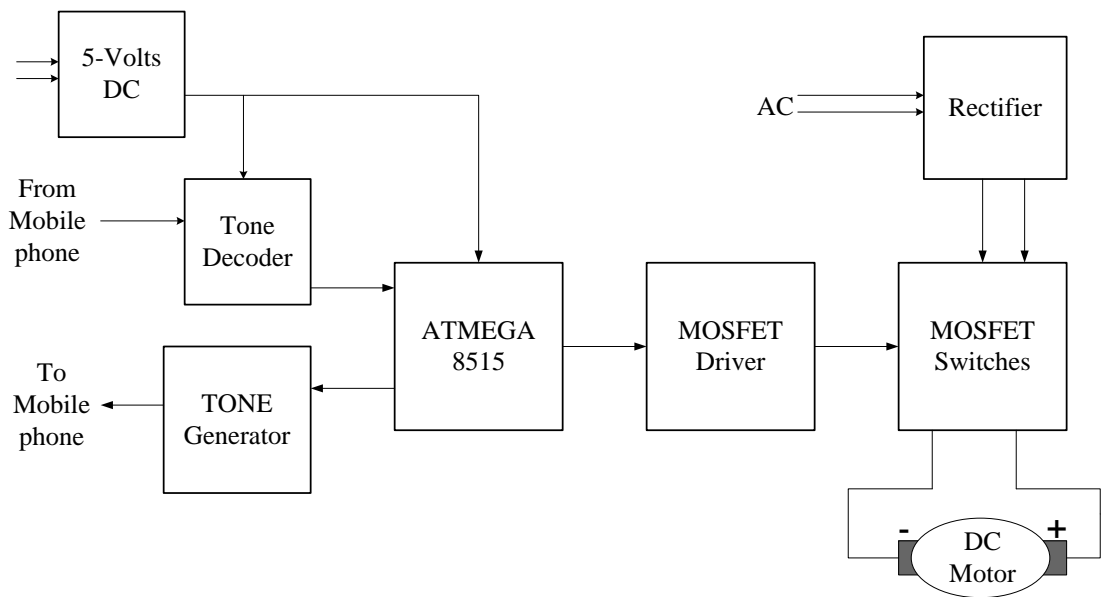 5-Volts
DC
AC
Rectifier
From
Mobile
phone
Tone
Decoder
ATMEGA
8515
MOSFET
Driver
MOSFET
Switches
To
Mobile
phone
TONE
Generator
-
+
DC
Motor